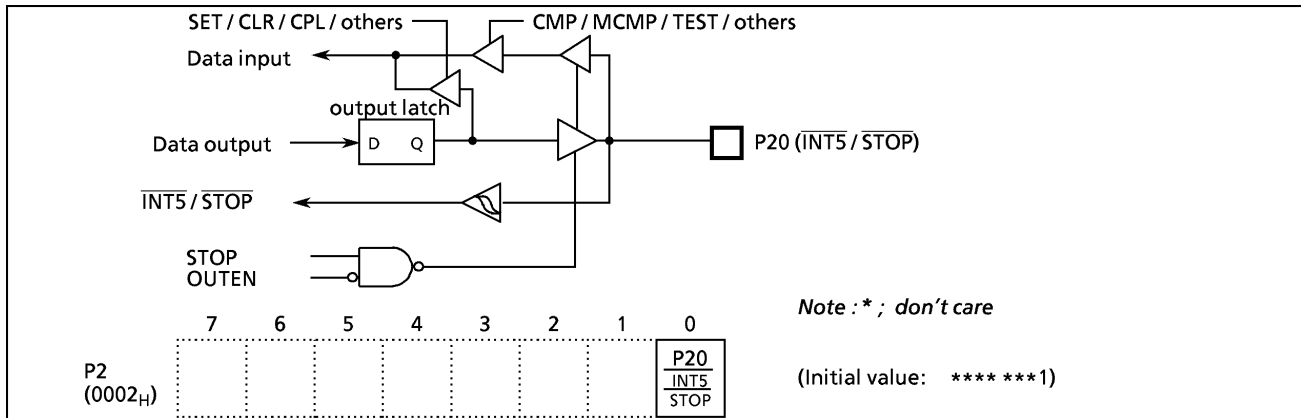 SET / CLR / CPL / others
CMP / MCMP / TEST / others
Data input
output latch
Data output
D Q
P20 (INT5 / STOP)
INT5 / STOP
STOP
OUTEN
Note : * ; don't care
7 6 5 4 3 2 1 0
P2
(0002H)
P20
INT5
STOP
(Initial value: **** ***1)